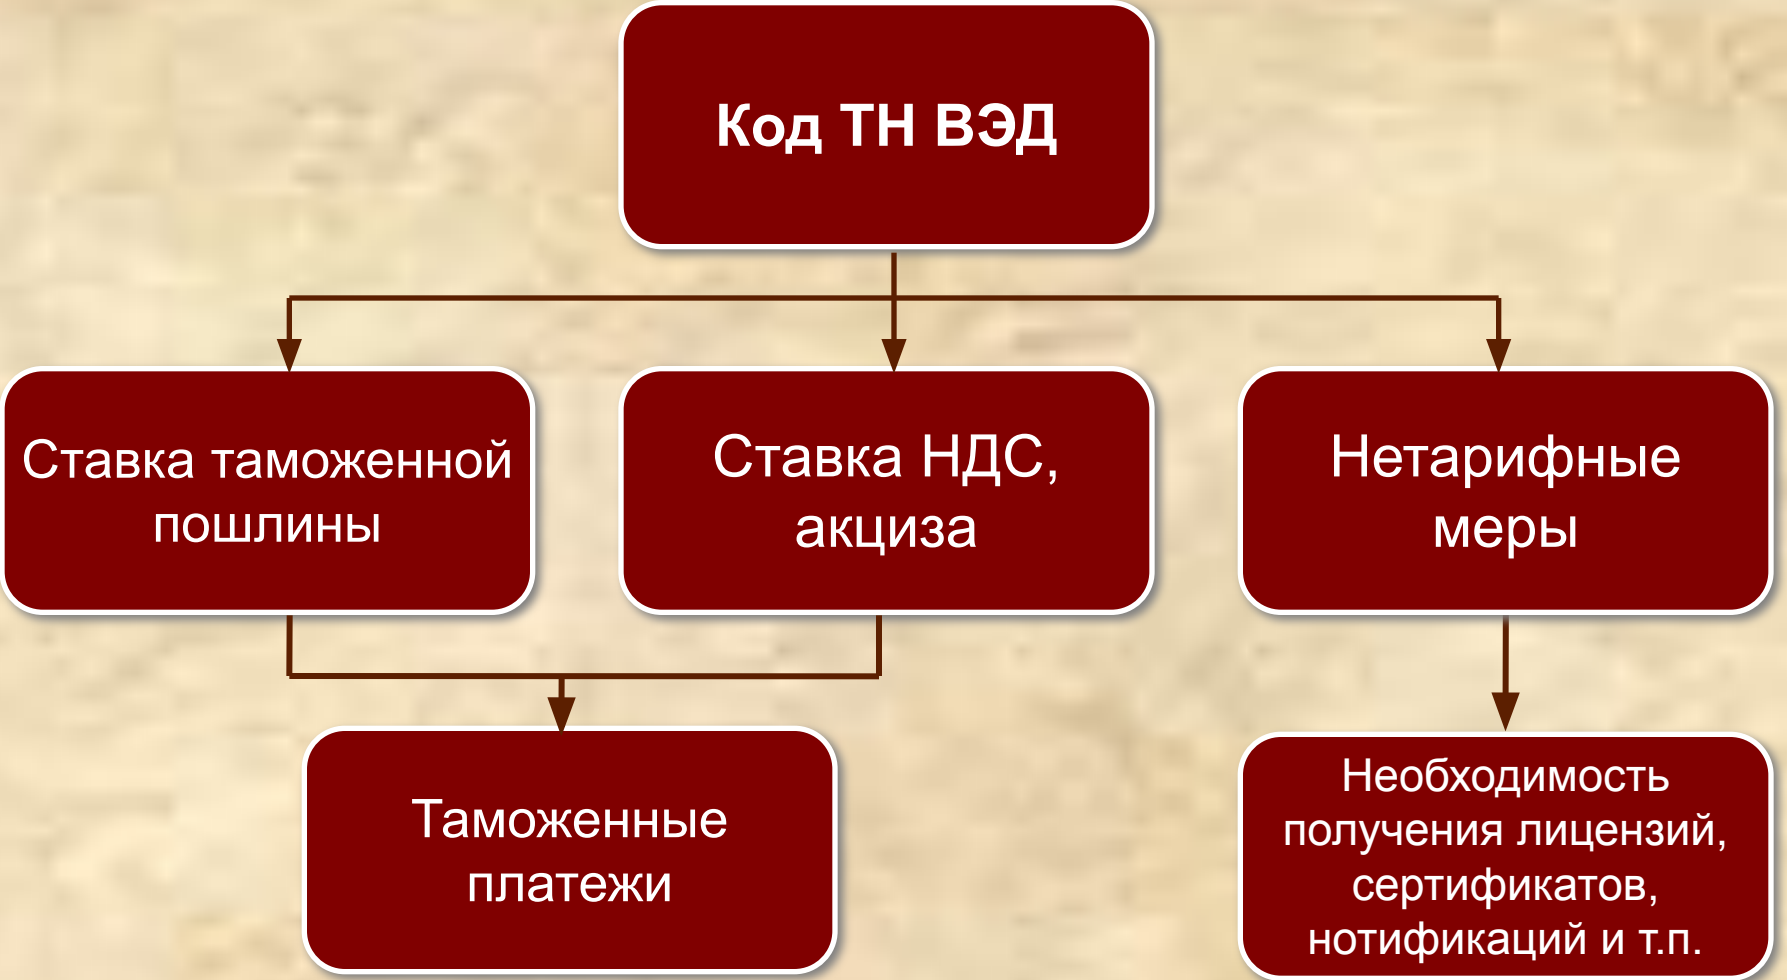 Код ТН ВЭД
Ставка таможенной
пошлины
Ставка НДС,
акциза
Нетарифные
меры
Таможенные
платежи
Необходимость
получения лицензий,
сертификатов,
нотификаций и т.п.